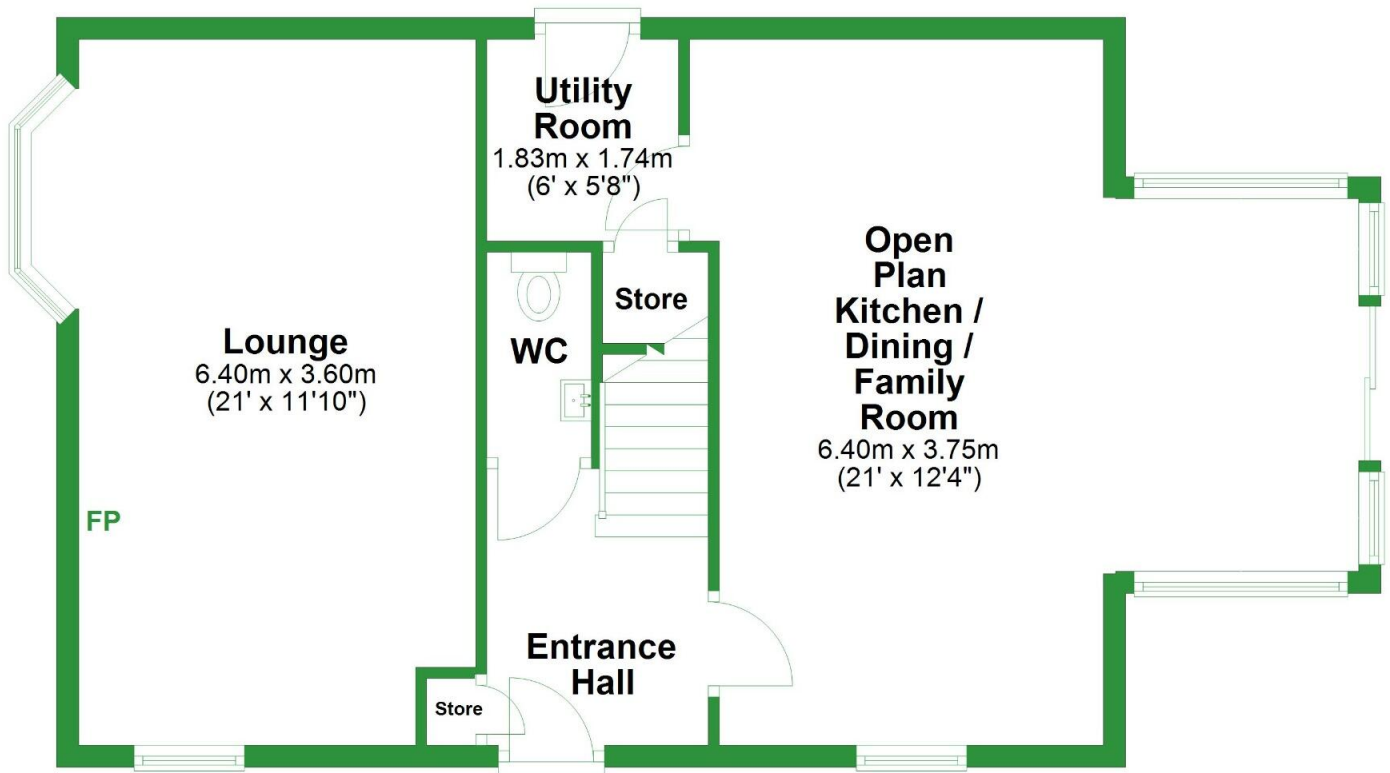 Utility
Room
1.83m x 1.74m
(6' x 5'8")
Lounge
6.40m x 3.60m
(21' x 11'10")
FP
WC
Store
Open
Plan
Kitchen /
Dining /
Family
Room
6.40m x 3.75m
(21' x 12'4")
Entrance
Hall
Store